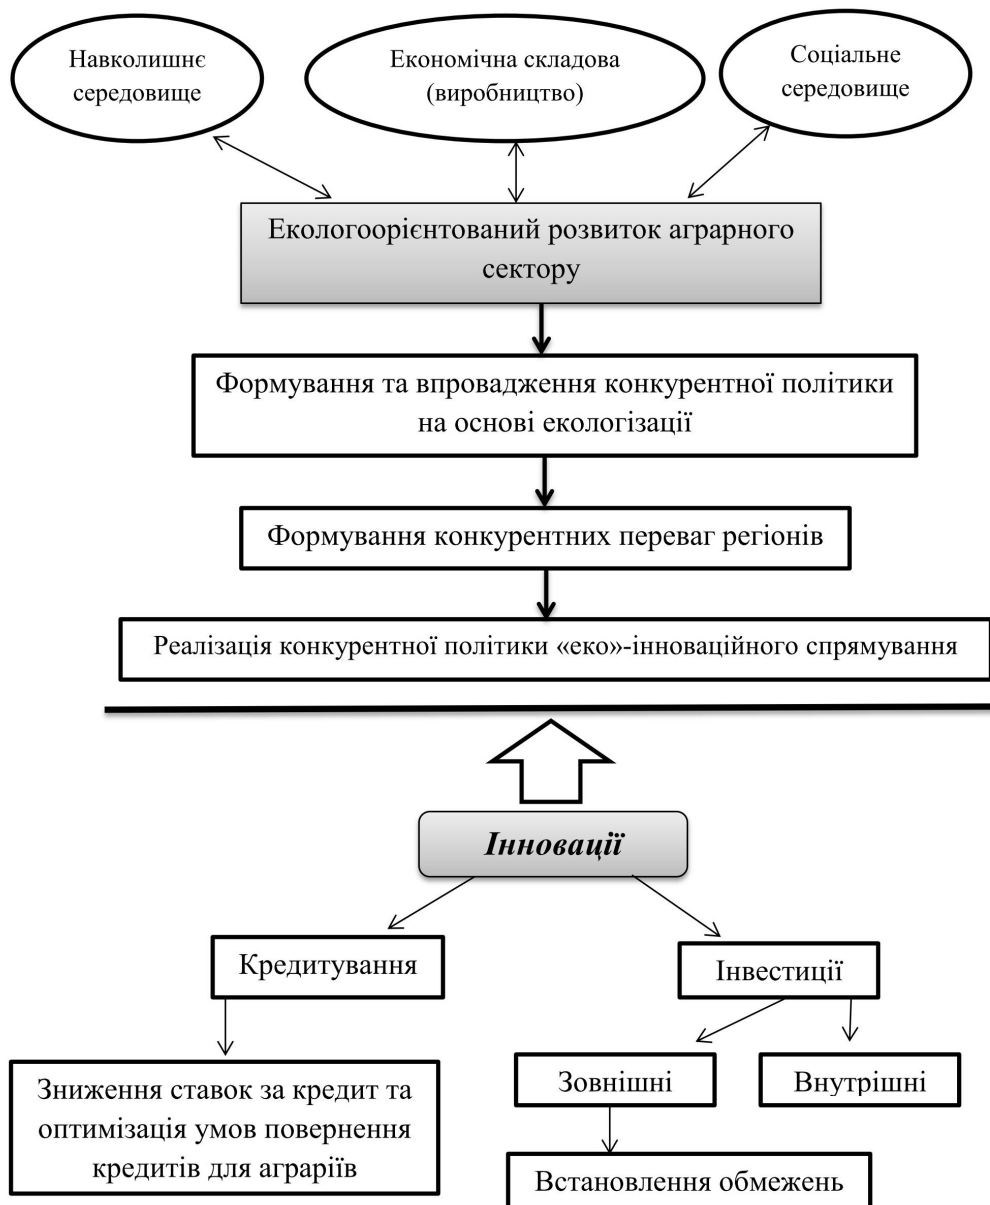 Навколишнє
середовище
Економічна складова
(виробництво)
Соціальне
середовище
Екологоорієнтований розвиток аграрного
сектору
Формування та впровадження конкурентної політики
на основі екологізації
Формування конкурентних переваг регіонів
Реалізація конкурентної політики «еко»-інноваційного спрямування
Інновації
Кредитування
Інвестиції
Зниження ставок за кредит та
оптимізація умов повернення
кредитів для аграріїв
Зовнішні
Внутрішні
Встановлення обмежень